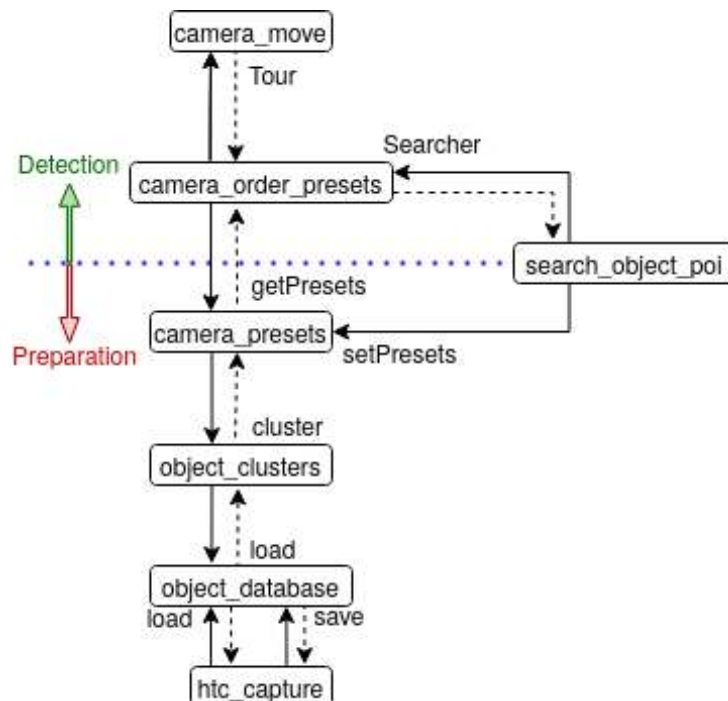 camera_move
Tour
Searcher
Detection
camera_order_presets
search_object_poi
getPresets
camera_presets
Preparation
setPresets
cluster
object_clusters
load
object_database
load
save
htc_capture